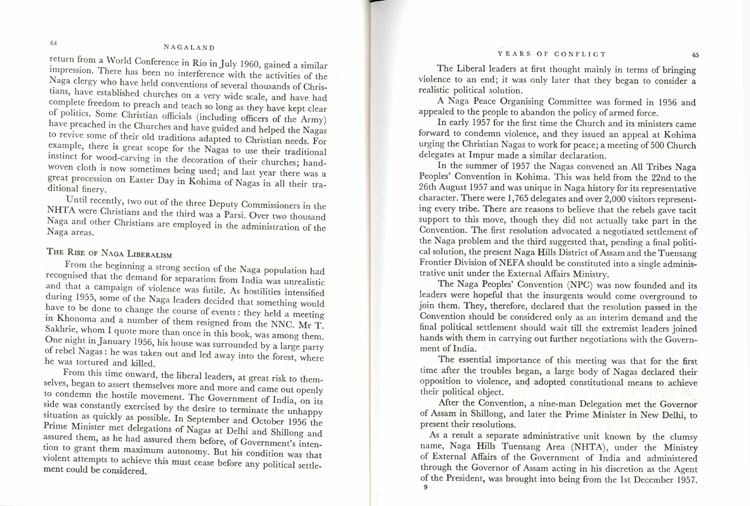 64
NAGALAND
return from a World Conference in Rio in July 1960, gained a similar
impression. There has been no interference with the activities of the
Naga clergy who have held conventions of several thousands of Chris-
tians, have established churches on a very wide scale, and have had
complete freedom to preach and teach so long as they have kept clear
of politics. Some Christian officials (including officers of the Army)
have preached in the Churches and have guided and helped the Nagas
to revive some of their old traditions adapted to Christian needs. For
example, there is great scope for the Nagas to use their traditional
instinct for wood-carving in the decoration of their churches; hand-
woven cloth is now sometimes being used; and last year there was a
great procession on Easter Day in Kohima of Nagas in all their tra-
ditional finery.
Until recently, two out of the three Deputy Commissioners in the
NHTA were Christians and the third was a Parsi. Over two thousand
Naga and other Christians are employed in the administration of the
Naga areas.
THE RISE OF NAGA LIBERALISM
From the beginning a strong section of the Naga population had
recognised that the demand for separation from India was unrealistic
and that a campaign of violence was futile. As hostilities intensified
during 1955, some of the Naga leaders decided that something would
have to be done to change the course of events: they held a meeting
in Khonoma and a number of them resigned from the NNC. Mr T.
Sakhrie, whom I quote more than once in this book, was among them.
One night in January 1956, his house was surrounded by a large party
of rebel Nagas: he was taken out and led away into the forest, where
he was tortured and killed.
From this time onward, the liberal leaders, at great risk to them-
selves, began to assert themselves more and more and came out openly
to condemn the hostile movement. The Government of India, on its
side was constantly exercised by the desire to terminate the unhappy
situation as quickly as possible. In September and October 1956 the
Prime Minister met delegations of Nagas at Delhi and Shillong and
assured them, as he had assured them before, of Government's inten-
tion to grant them maximum autonomy. But his condition was that
violent attempts to achieve this must cease before any political settle-
ment could be considered.
YEARS OF CONFLICT
65
The Liberal leaders at first thought mainly in terms of bringing
violence to an end; it was only later that they began to consider a
realistic political solution.
A Naga Peace Organising Committee was formed in 1956 and
appealed to the people to abandon the policy of armed force.
In early 1957 for the first time the Church and its ministers came
forward to condemn violence, and they issued an appeal at Kohima
urging the Christian Nagas to work for peace; a meeting of 500 Church
delegates at Impur made a similar declaration.
In the summer of 1957 the Nagas convened an All Tribes Naga
Peoples' Convention in Kohima. This was held from the 22nd to the
26th August 1957 and was unique in Naga history for its representative
character. There were 1,765 delegates and over 2,000 visitors represent-
ing every tribe. There are reasons to believe that the rebels gave tacit
support to this move, though they did not actually take part in the
Convention. The first resolution advocated a negotiated settlement of
the Naga problem and the third suggested that, pending a final politi-
cal solution, the present Naga Hills District of Assam and the Tuensang
Frontier Division of NEFA should be constituted into a single adminis-
trative unit under the External Affairs Ministry.
The Naga Peoples' Convention (NPC) was now founded and its
leaders were hopeful that the insurgents would come overground to
join them. They, therefore, declared that the resolution passed in the
Convention should be considered only as an interim demand and the
final political settlement should wait till the extremist leaders joined
hands with them in carrying out further negotiations with the Govern-
ment of India.
The essential importance of this meeting was that for the first
time after the troubles began, a large body of Nagas declared their
opposition to violence, and adopted constitutional means to achieve
their political object.
After the Convention, a nine-man Delegation met the Governor
of Assam in Shillong, and later the Prime Minister in New Delhi, to
present their resolutions.
As a result a separate administrative unit known by the clumsy
name, Naga Hills Tuensang Area (NHTA), under the Ministry
of External Affairs of the Government of India and administered
through the Governor of Assam acting in his discretion as the Agent
of the President, was brought into being from the 1st December 1957.
9